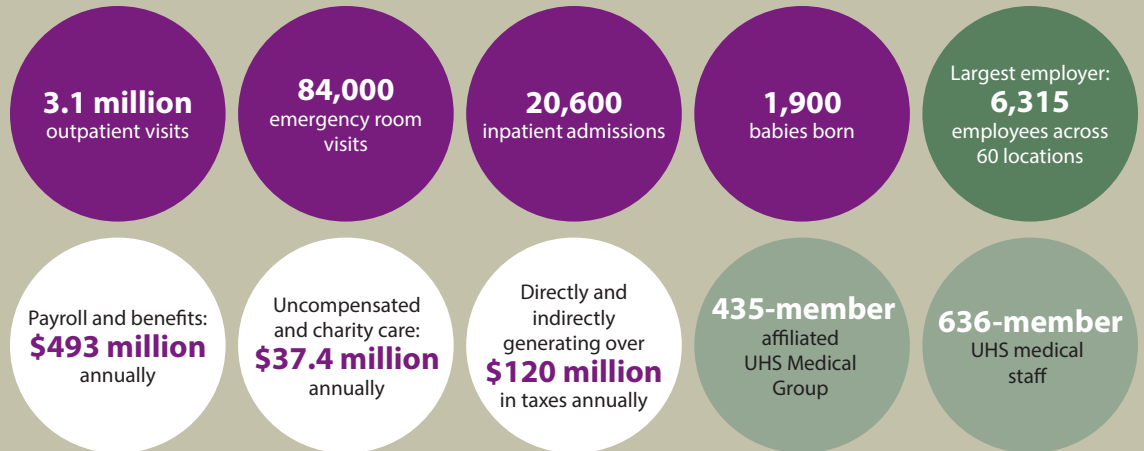 3.1 million
outpatient visits
84,000
emergency room
visits
20,600
inpatient admissions
1,900
babies born
Largest employer:
6,315
employees across
60 locations
Payroll and benefits:
$493 million
annually
Uncompensated
and charity care:
$37.4 million
annually
Directly and
indirectly
generating over
$120 million
in taxes annually
435-member
affiliated
UHS Medical
Group
636-member
UHS medical
staff